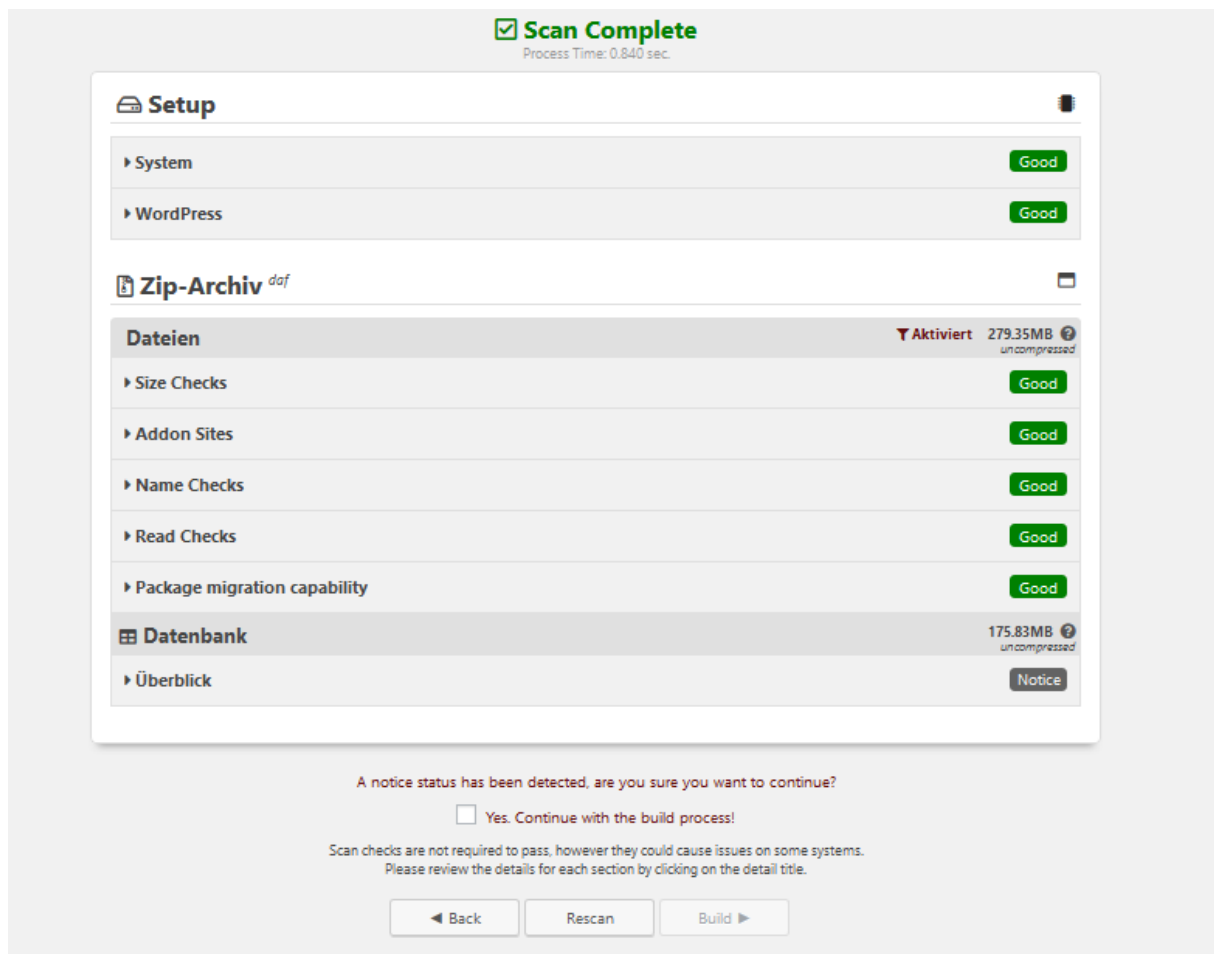 Scan Complete
Process Time: 0.840 sec.
Setup
System Good
WordPress Good
Zip-Archiv daf
Dateien Aktiviert 279.35MB
uncompressed
Size Checks Good
Addon Sites Good
Name Checks Good
Read Checks Good
Package migration capability Good
Datenbank 175.83MB
uncompressed
Überblick Notice
A notice status has been detected, are you sure you want to continue?
Yes. Continue with the build process!
Scan checks are not required to pass, however they could cause issues on some systems.
Please review the details for each section by clicking on the detail title.
◀ Back Rescan Build ▶